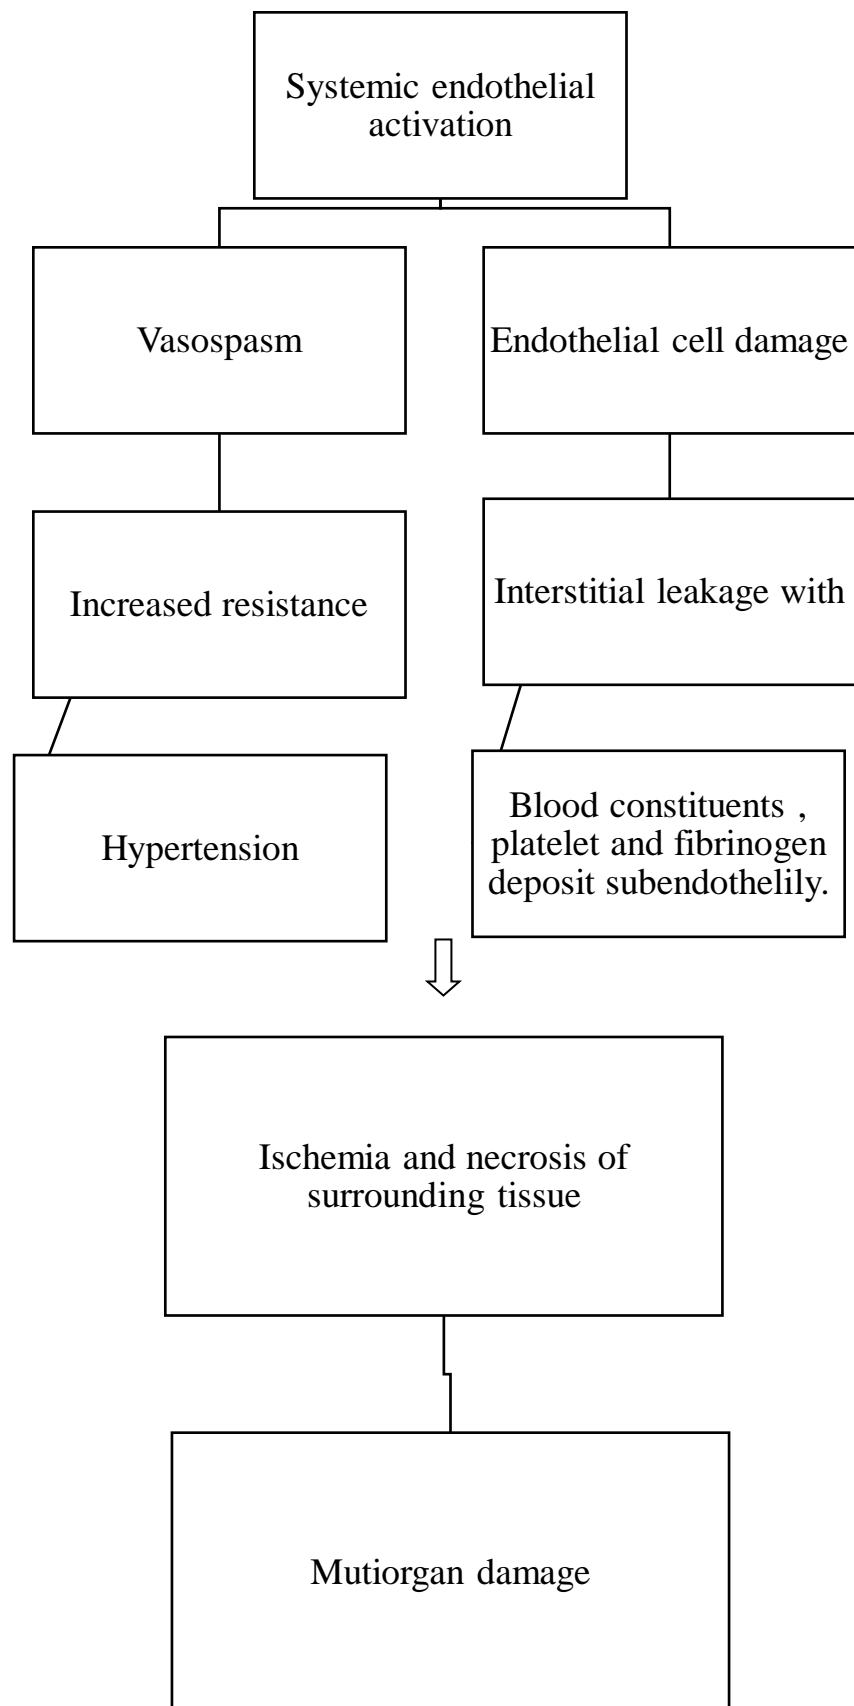 Systemic endothelial
activation
Vasospasm
Endothelial cell damage
Increased resistance
Interstitial leakage with
Hypertension
Blood constituents ,
platelet and fibrinogen
deposit subendothelily.
Ischemia and necrosis of
surrounding tissue
Mutiorgan damage